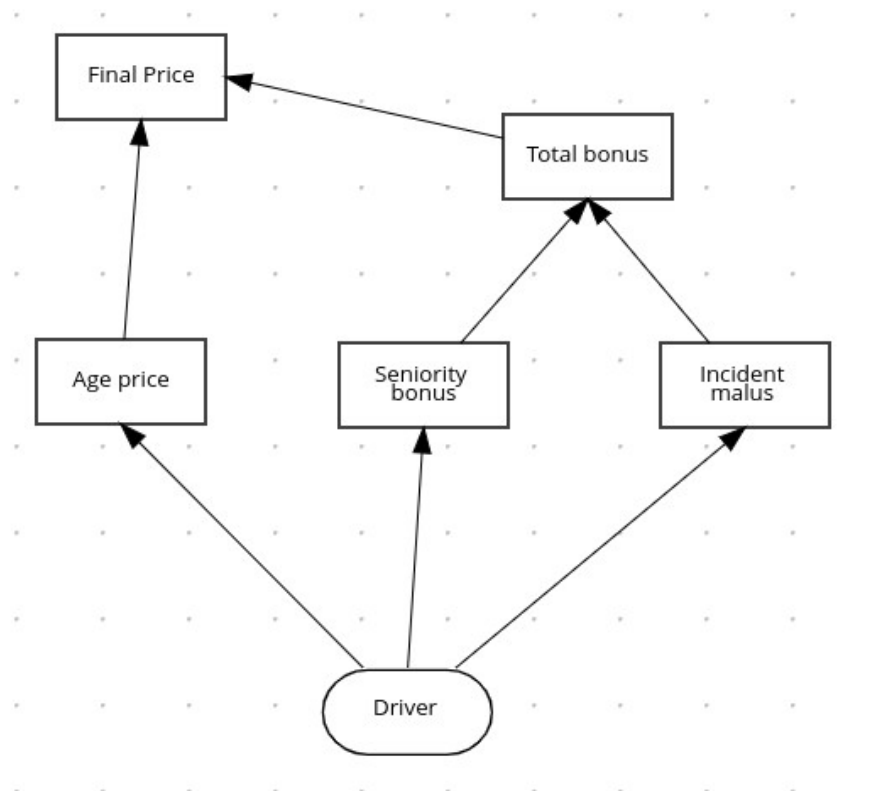 Final Price
Total bonus
Age price
Seniority
bonus
Incident
malus
Driver